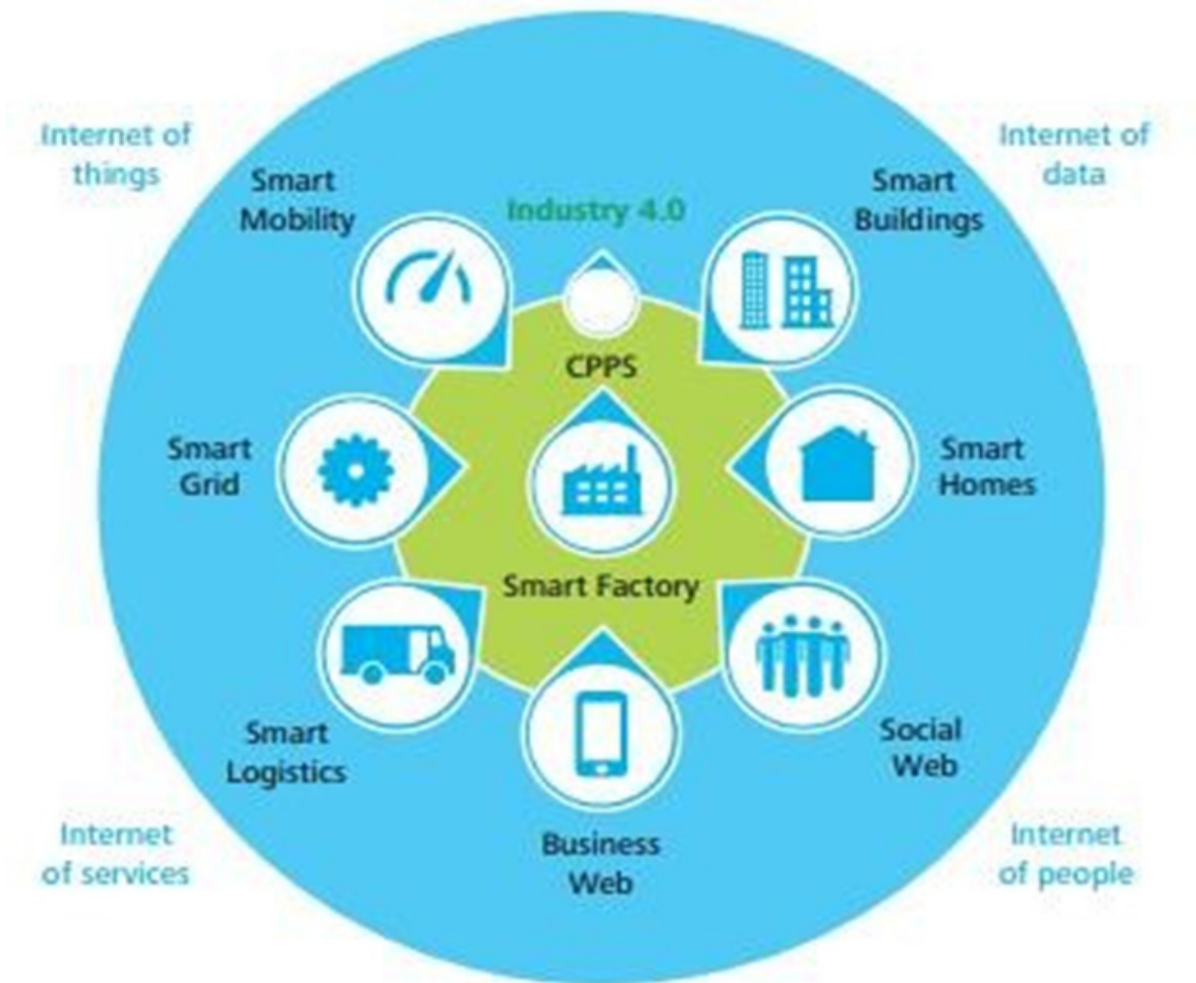 Internet of
things
Internet of
data
Smart
Mobility
Industry 4.0
Smart
Buildings
CPPS
Smart
Grid
Smart
Homes
Smart Factory
Smart
Logistics
Social
Web
Business
Web
Internet
of services
Internet
of people